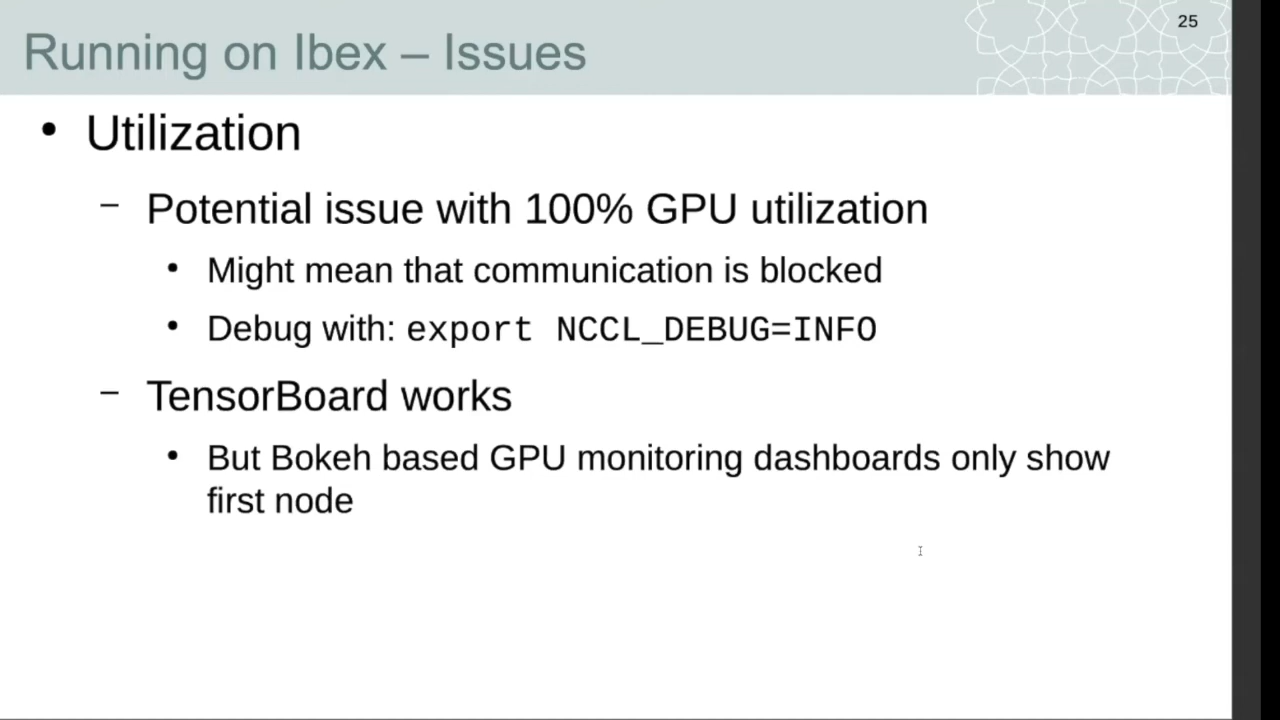 25
Running on Ibex – Issues
• Utilization
– Potential issue with 100% GPU utilization
• Might mean that communication is blocked
• Debug with: export NCCL_DEBUG=INFO
– TensorBoard works
• But Bokeh based GPU monitoring dashboards only show
first node